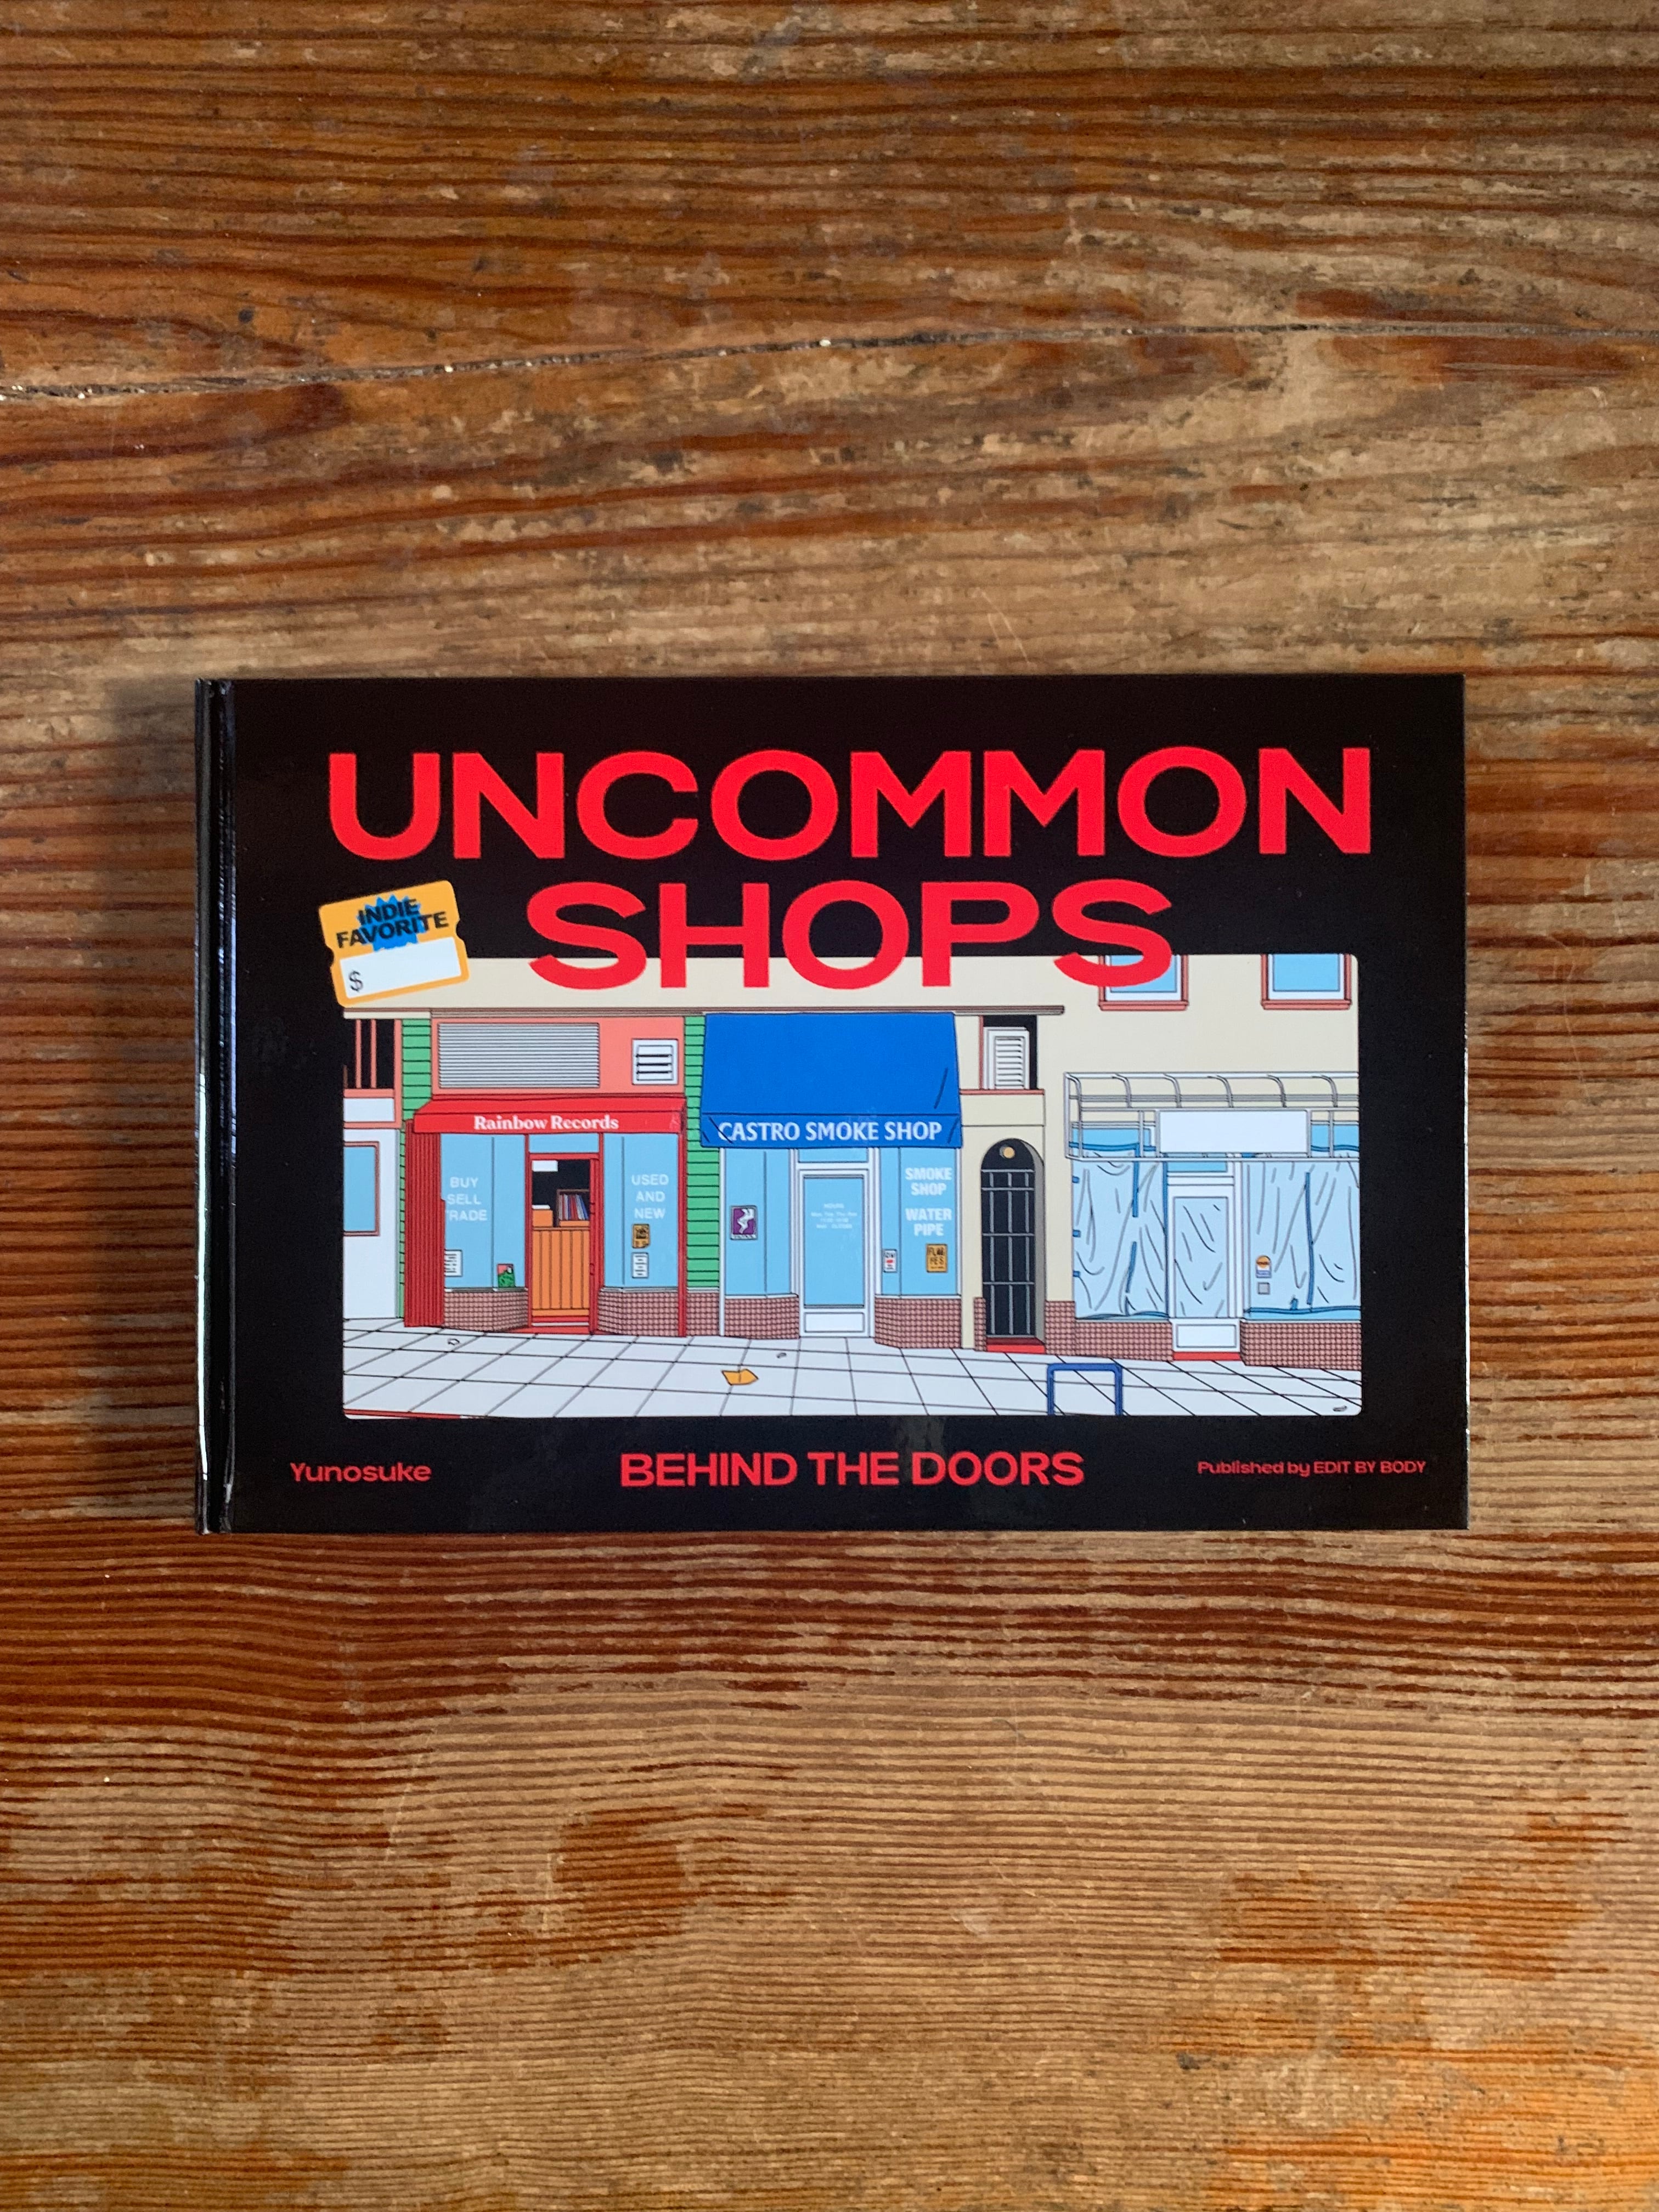 UNCOMMON
SHOPS
INDIE
FAVORITE
$
Rainbow Records
BUY
SELL
TRADE
USED
AND
NEW
CASTRO SMOKE SHOP
SMOKE
SHOP
WATER
PIPE
HOURS
Yunosuke
BEHIND THE DOORS
Published by EDIT BY BODY